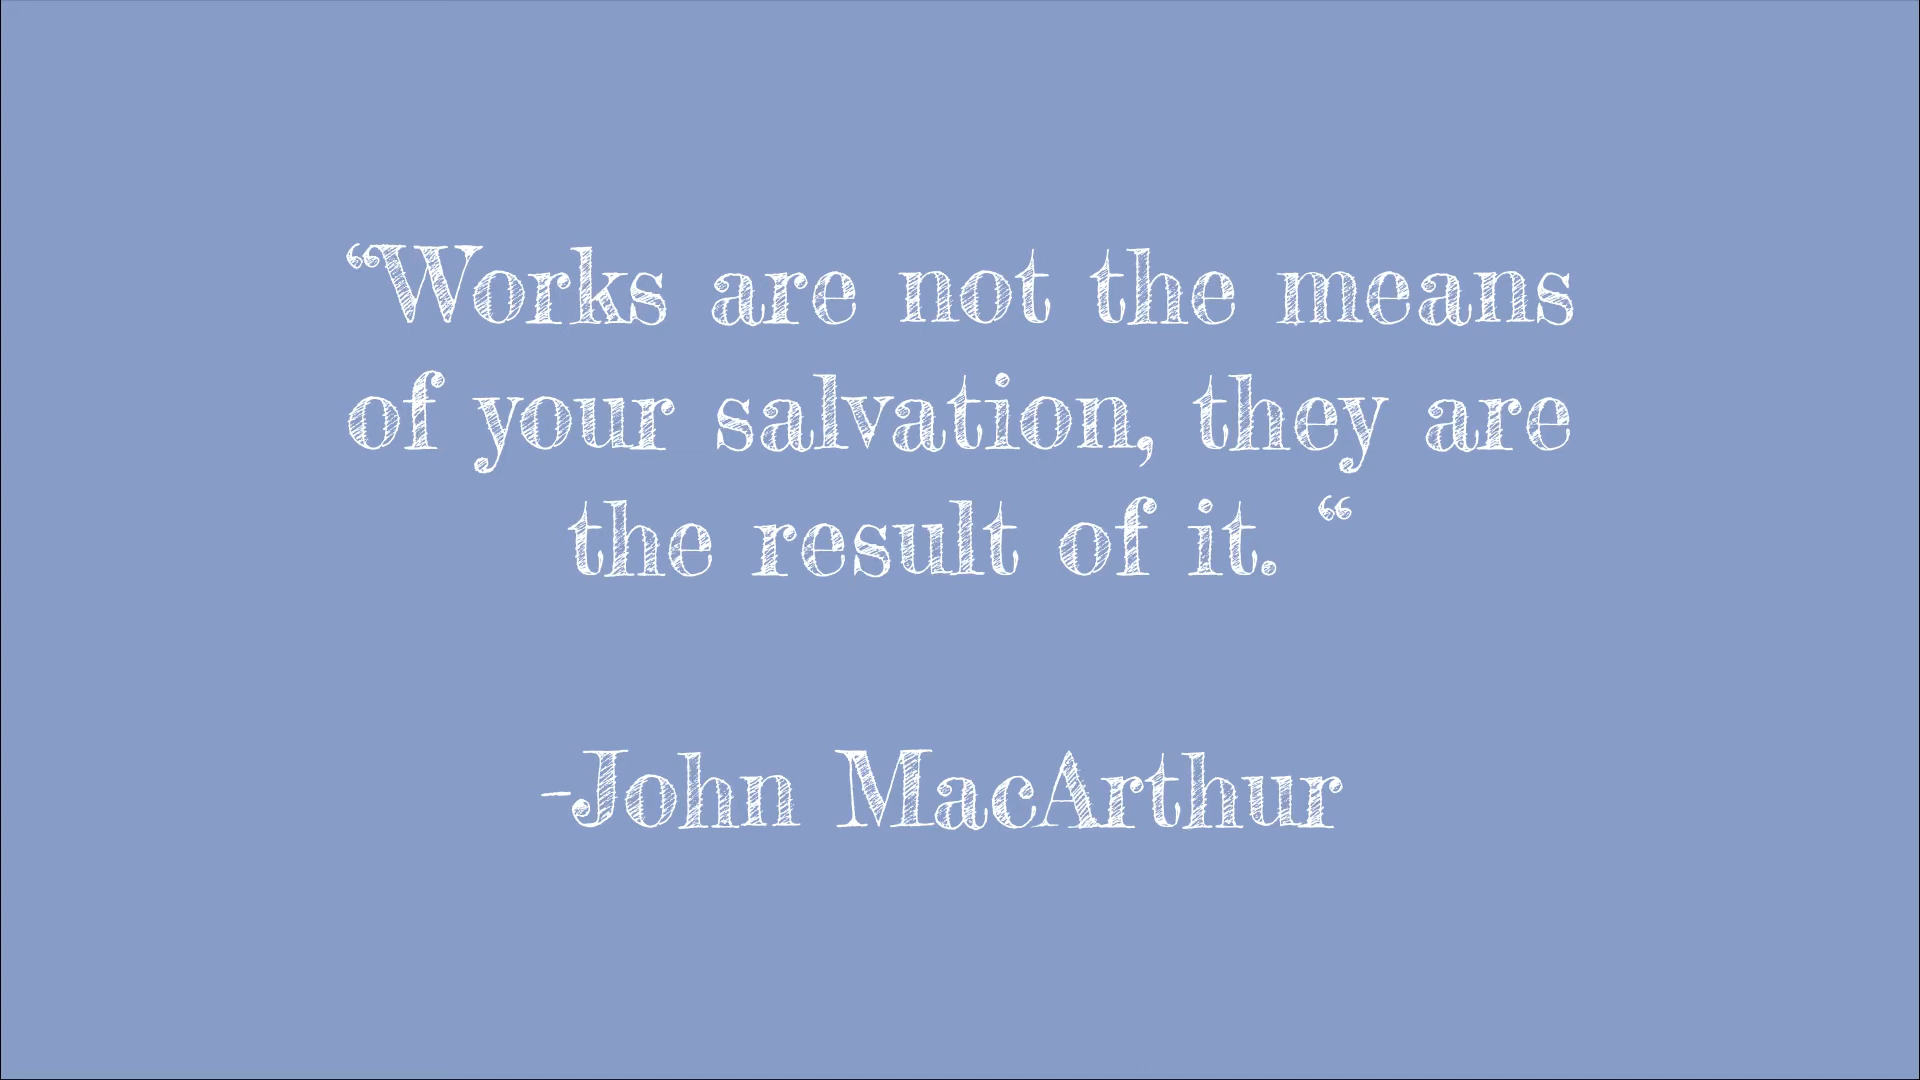 “Works are not the means
of your salvation, they are
the result of it. “
-John MacArthur